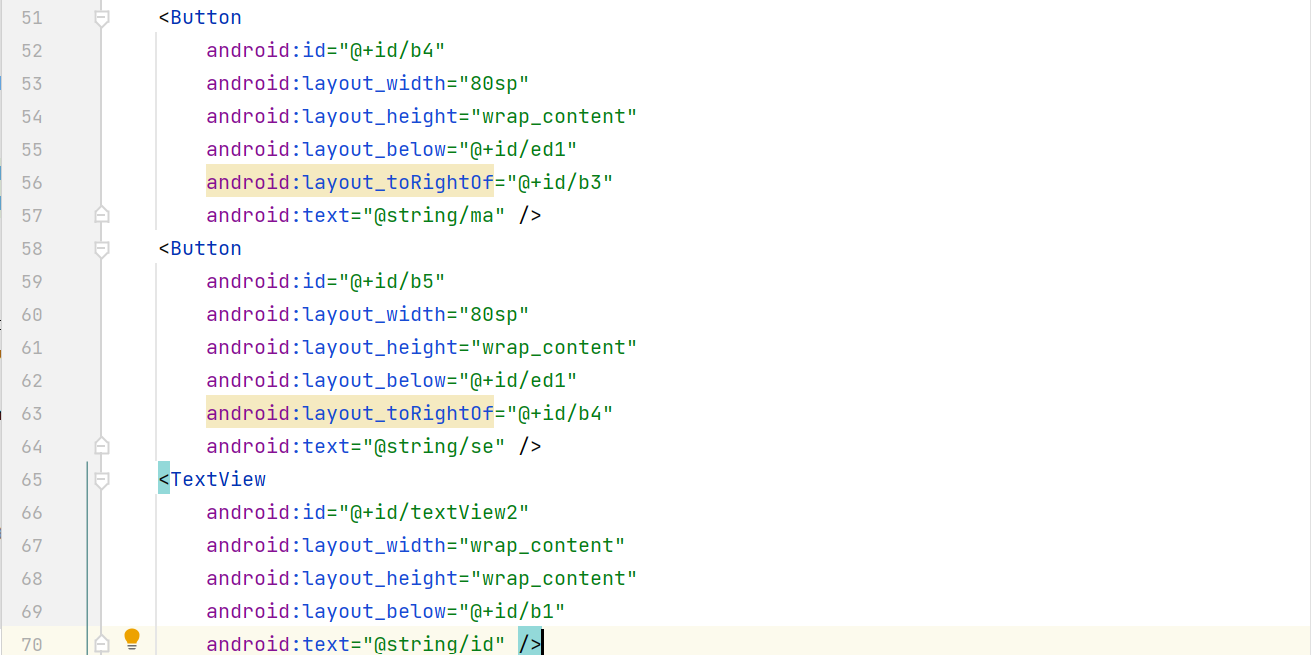 51 <Button
52 android:id="@+id/b4"
53 android:layout_width="80sp"
54 android:layout_height="wrap_content"
55 android:layout_below="@+id/ed1"
56 android:layout_toRightOf="@+id/b3"
57 android:text="@string/ma" />
58 <Button
59 android:id="@+id/b5"
60 android:layout_width="80sp"
61 android:layout_height="wrap_content"
62 android:layout_below="@+id/ed1"
63 android:layout_toRightOf="@+id/b4"
64 android:text="@string/se" />
65 <TextView
66 android:id="@+id/textView2"
67 android:layout_width="wrap_content"
68 android:layout_height="wrap_content"
69 android:layout_below="@+id/b1"
70 android:text="@string/id" />